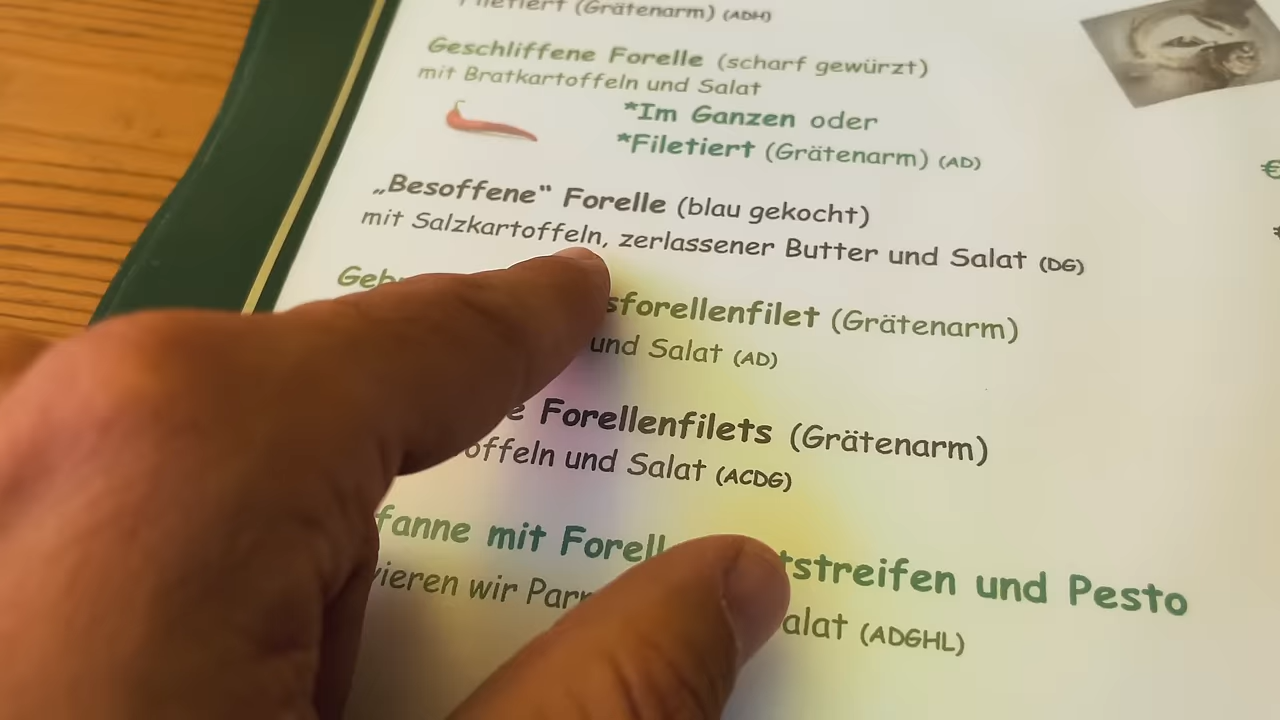 Filetiert (Grätenarm) (ADH)
Geschliffene Forelle (scharf gewürzt)
mit Bratkartoffeln und Salat
*Im Ganzen oder
*Filetiert (Grätenarm) (AD)
€
„Besoffene“ Forelle (blau gekocht)
mit Salzkartoffeln, zerlassener Butter und Salat (DG)
sforellenfilet (Grätenarm)
und Salat (AD)
Forellenfilets (Grätenarm)
offeln und Salat (ACDG)
fanne mit Forell tstreifen und Pesto
vieren wir Parm alat (ADGHL)